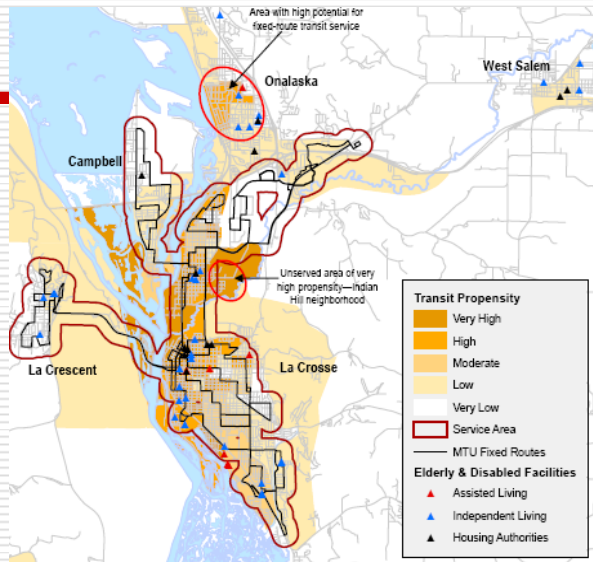 Area with high potential for
fixed-route transit service
Onalaska
West Salem
Campbell
Unserved area of very
high propensity—Indian
Hill neighborhood
La Crescent
La Crosse
Transit Propensity
Very High
High
Moderate
Low
Very Low
Service Area
MTU Fixed Routes
Elderly & Disabled Facilities
Assisted Living
Independent Living
Housing Authorities